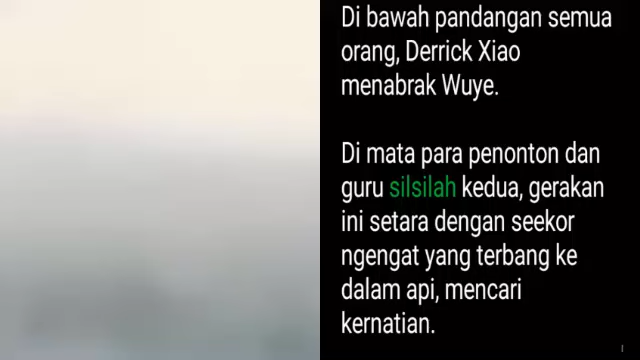 Di bawah pandangan semua
orang, Derrick Xiao
menabrak Wuye.
Di mata para penonton dan
guru silsilah kedua, gerakan
ini setara dengan seekor
ngengat yang terbang ke
dalam api, mencari
kernatian.